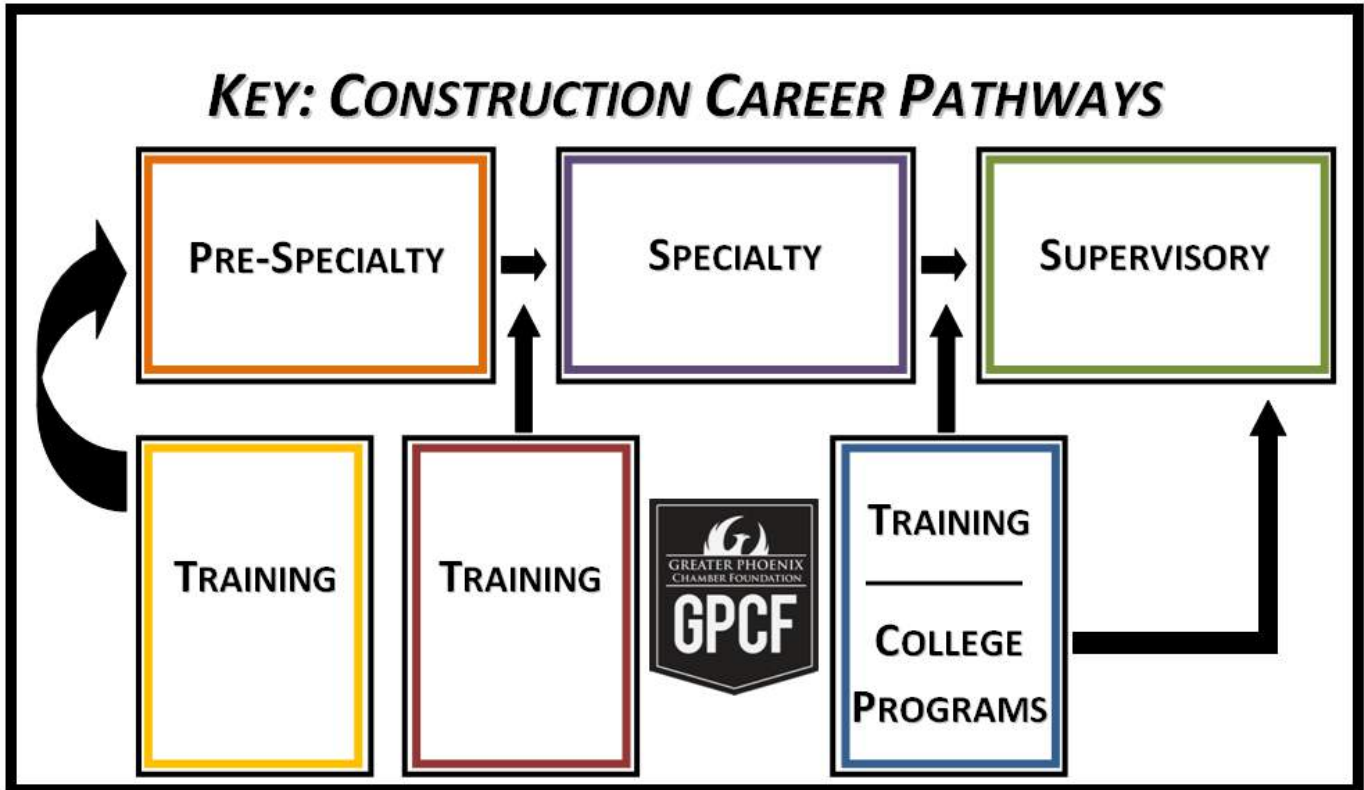 KEY: CONSTRUCTION CAREER PATHWAYS
PRE-SPECIALTY
SPECIALTY
SUPERVISORY
TRAINING
TRAINING
GREATER PHOENIX
CHAMBER FOUNDATION
GPCF
TRAINING
COLLEGE
PROGRAMS